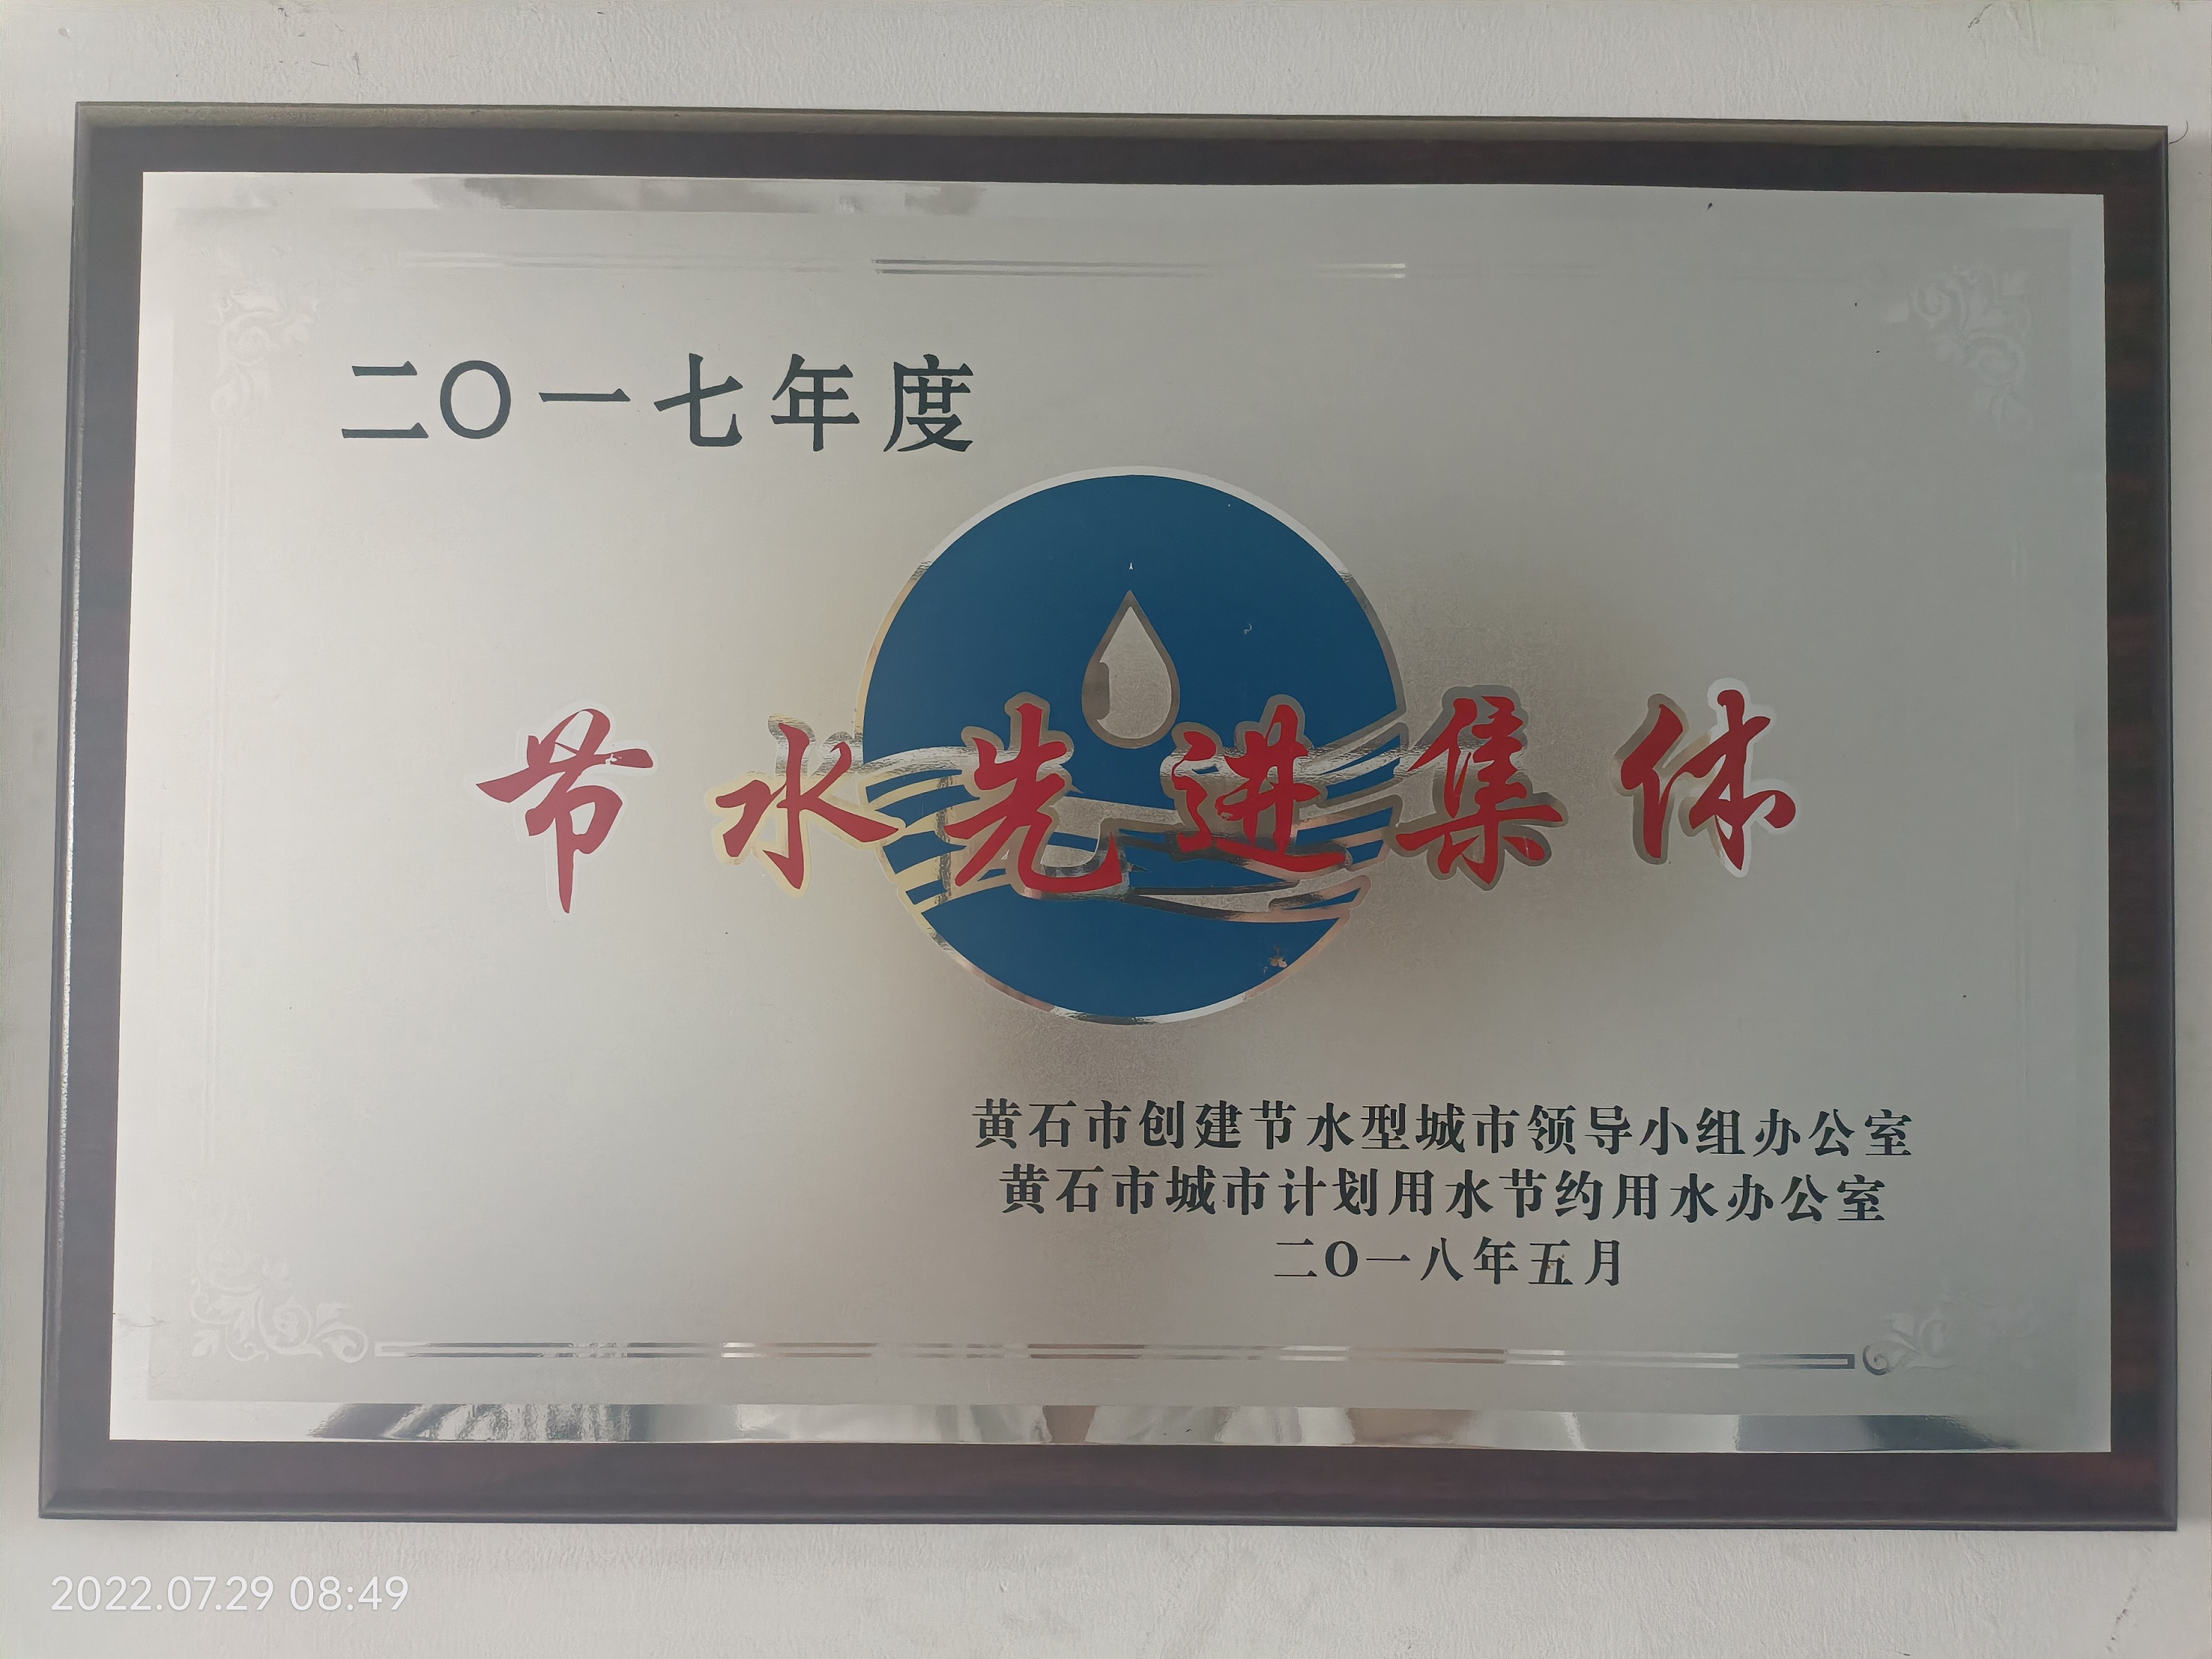 二〇一七年度
节水先进集体
黄石市创建节水型城市领导小组办公室
黄石市城市计划用水节约用水办公室
二〇一八年五月
2022.07.29 08:49